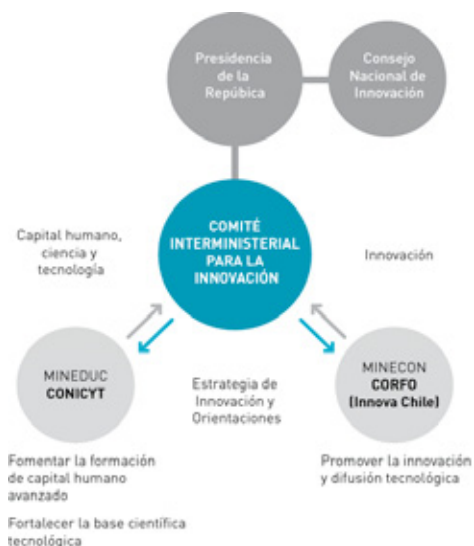 Presidencia
de la
Repúbica
Consejo
Nacional de
Innovación
COMITÉ
INTERMINISTERIAL
PARA LA
INNOVACIÓN
Capital humano,
ciencia y
tecnología
Innovación
MINEDUC
CONICYT
Estrategia de
Innovación y
Orientaciones
MINECON
CORFO
(Innova Chile)
Fomentar la formación
de capital humano
avanzado
Fortalecer la base científica
tecnológica
Promover la innovación
y difusión tecnológica